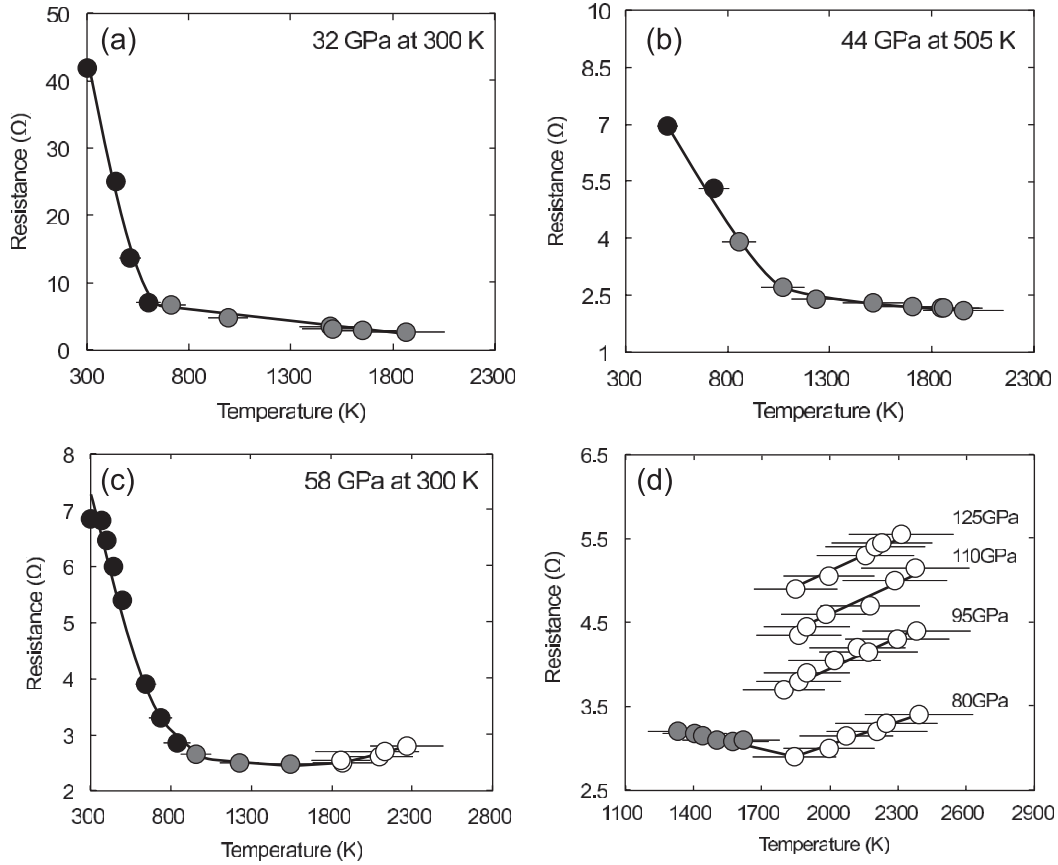 (a)
32 GPa at 300 K
50
40
30
20
10
0
Resistance (Ω)
300 800 1300 1800 2300
Temperature (K)
(b)
44 GPa at 505 K
10
8.5
7
5.5
4
2.5
1
Resistance (Ω)
300 800 1300 1800 2300
Temperature (K)
(c)
58 GPa at 300 K
8
7
6
5
4
3
2
Resistance (Ω)
300 800 1300 1800 2300 2800
Temperature (K)
(d)
6.5
5.5
4.5
3.5
2.5
Resistance (Ω)
125GPa
110GPa
95GPa
80GPa
1100 1400 1700 2000 2300 2600 2900
Temperature (K)